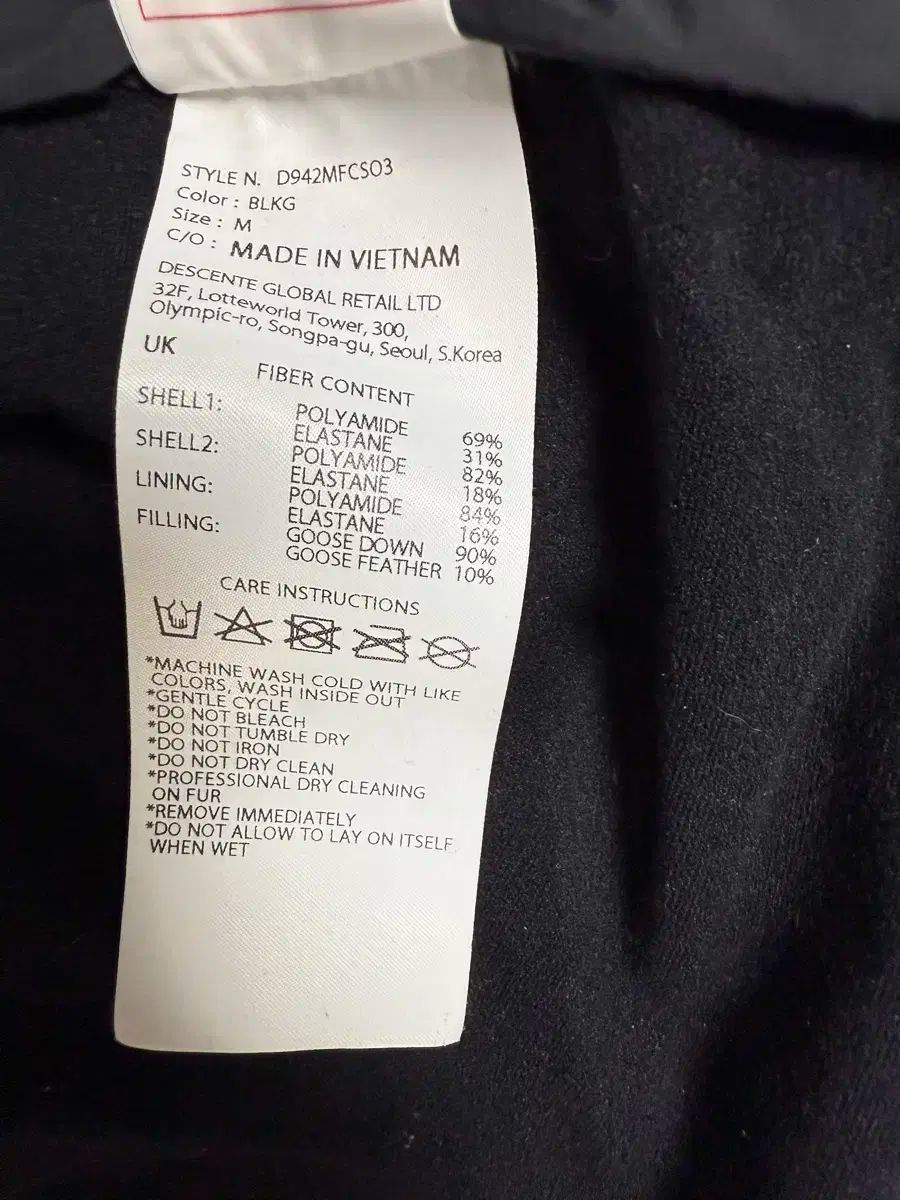 STYLE N. D942MFCS03
Color : BLKG
Size : M
C/O : MADE IN VIETNAM
DESCENTE GLOBAL RETAIL LTD
32F, Lotteworld Tower, 300,
Olympic-ro, Songpa-gu, Seoul, S.Korea
UK
FIBER CONTENT
SHELL1: POLYAMIDE 69%
ELASTANE 31%
SHELL2: POLYAMIDE 82%
ELASTANE 18%
LINING: POLYAMIDE 84%
ELASTANE 16%
FILLING: GOOSE DOWN 90%
GOOSE FEATHER 10%
CARE INSTRUCTIONS
*MACHINE WASH COLD WITH LIKE
COLORS, WASH INSIDE OUT
*GENTLE CYCLE
*DO NOT BLEACH
*DO NOT TUMBLE DRY
*DO NOT IRON
*DO NOT DRY CLEAN
*PROFESSIONAL DRY CLEANING
ON FUR
*REMOVE IMMEDIATELY
*DO NOT ALLOW TO LAY ON ITSELF
WHEN WET